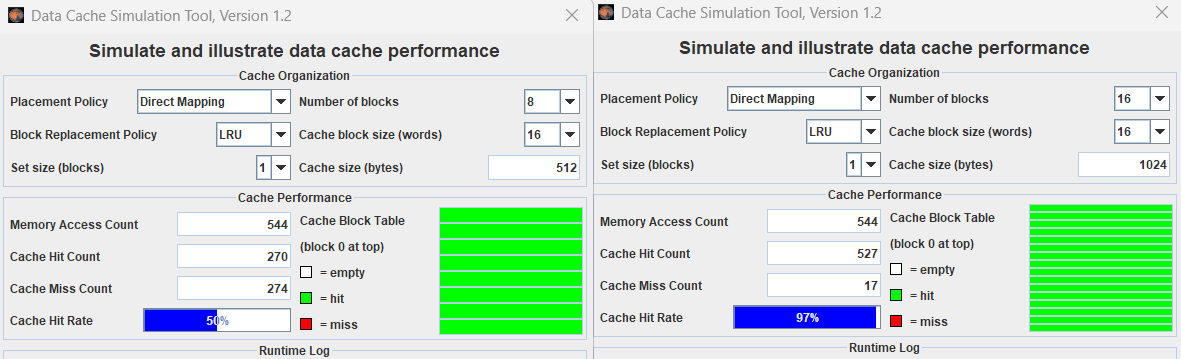 Data Cache Simulation Tool, Version 1.2
Simulate and illustrate data cache performance
Cache Organization
Placement Policy Direct Mapping Number of blocks 8
Block Replacement Policy LRU Cache block size (words) 16
Set size (blocks) 1 Cache size (bytes) 512
Cache Performance
Memory Access Count 544 Cache Block Table
(block 0 at top)
Cache Hit Count 270
= empty
Cache Miss Count 274
= hit
Cache Hit Rate 50%
= miss
Runtime Log
Data Cache Simulation Tool, Version 1.2
Simulate and illustrate data cache performance
Cache Organization
Placement Policy Direct Mapping Number of blocks 16
Block Replacement Policy LRU Cache block size (words) 16
Set size (blocks) 1 Cache size (bytes) 1024
Cache Performance
Memory Access Count 544 Cache Block Table
(block 0 at top)
Cache Hit Count 527
= empty
Cache Miss Count 17
= hit
Cache Hit Rate 97%
= miss
Runtime Log